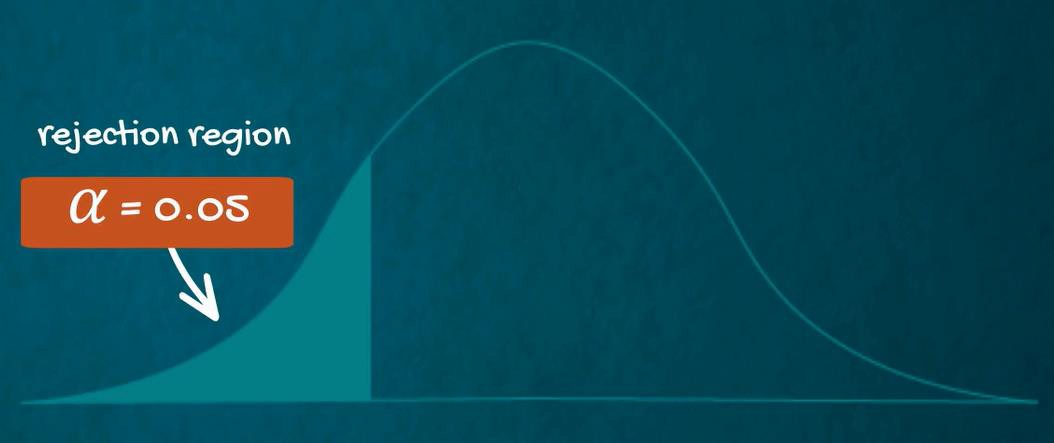 rejection region
α = 0.05